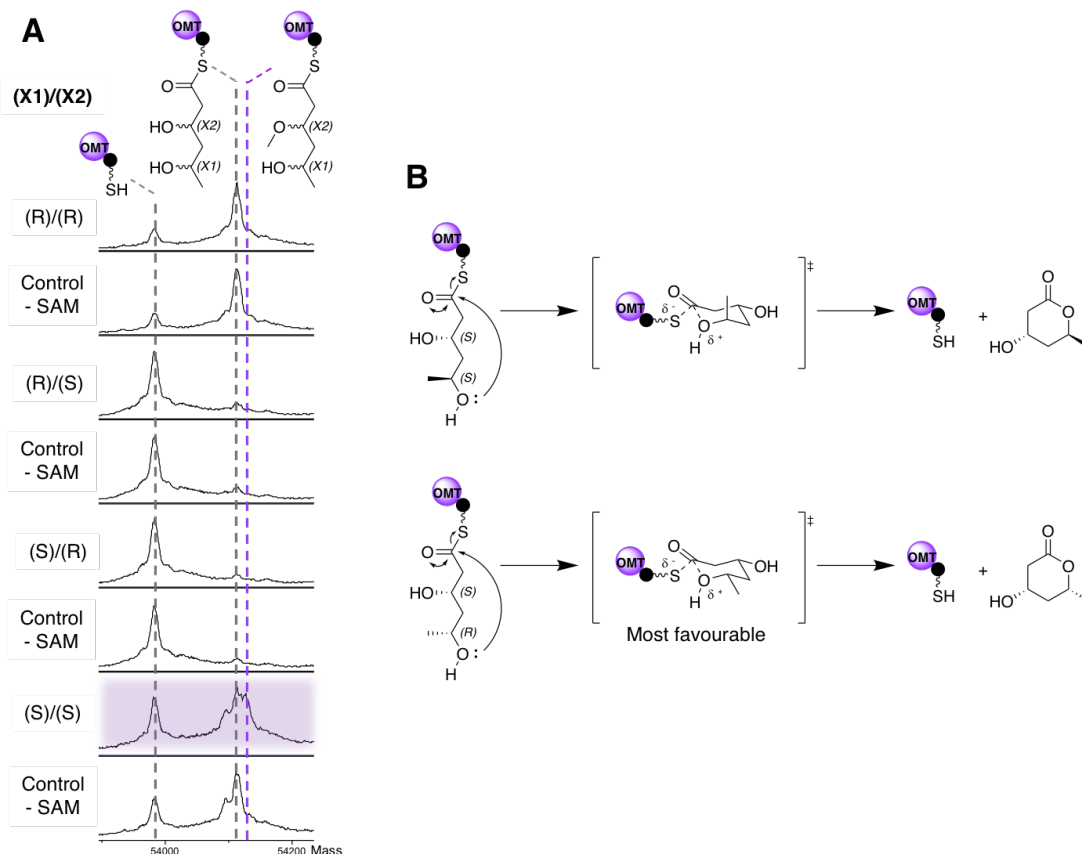 A
OMT
OMT
S
S
O
O
(X1)/(X2)
HO
(X2)
O
(X2)
OMT
HO
(X1)
HO
(X1)
SH
(R)/(R)
Control
- SAM
(R)/(S)
Control
- SAM
(S)/(R)
Control
- SAM
(S)/(S)
Control
- SAM
54000
54200
Mass
B
OMT
S
O
HO
(S)
(S)
O:
H
OMT
S
δ -
O
O
H
δ +
OH
‡
OMT
SH
+
O
O
HO
OMT
S
O
HO
(S)
(R)
O:
H
OMT
S
δ -
O
O
H
δ +
OH
‡
Most favourable
OMT
SH
+
O
O
HO